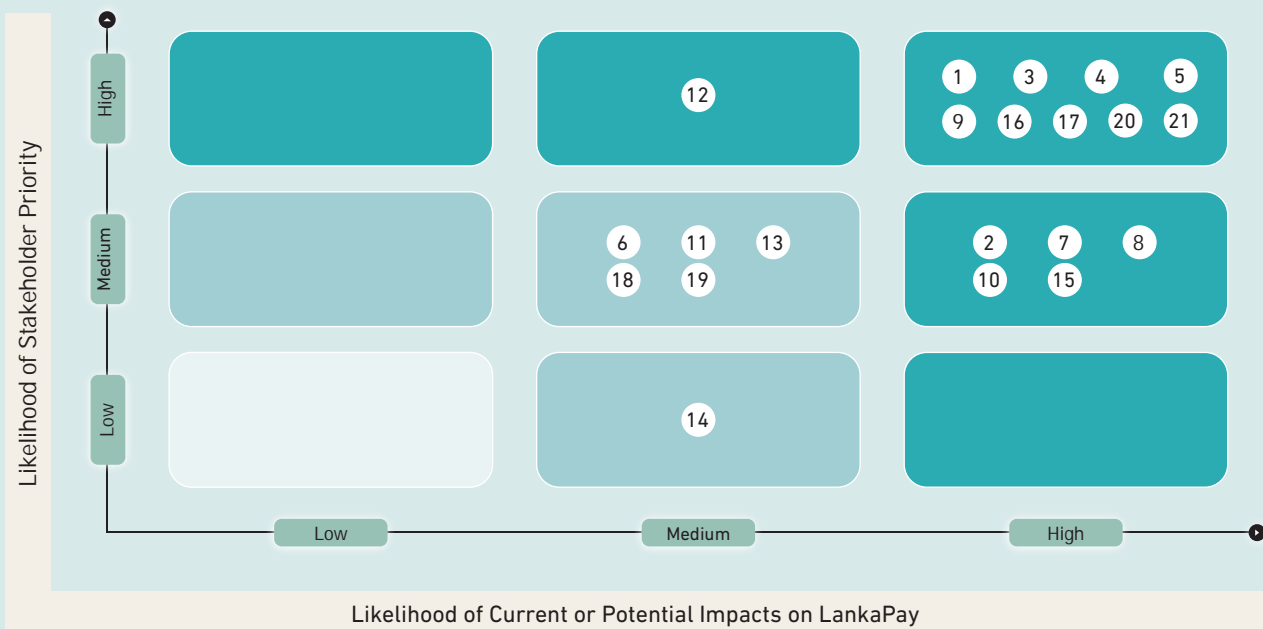 Likelihood of Stakeholder Priority
High
12
1 3 4 5
9 16 17 20 21
Medium
6 11 13
18 19
2 7 8
10 15
Low
14
Low Medium High
Likelihood of Current or Potential Impacts on LankaPay